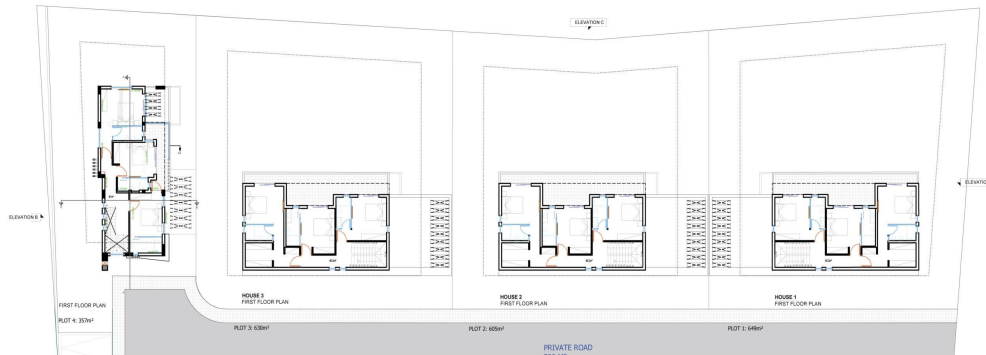 ELEVATION C
ELEVATION B
ELEVATIO
HOUSE 3
FIRST FLOOR PLAN
HOUSE 2
FIRST FLOOR PLAN
HOUSE 1
FIRST FLOOR PLAN
FIRST FLOOR PLAN
PLOT 4: 357m²
PLOT 3: 630m²
PLOT 2: 605m²
PLOT 1: 649m²
PRIVATE ROAD